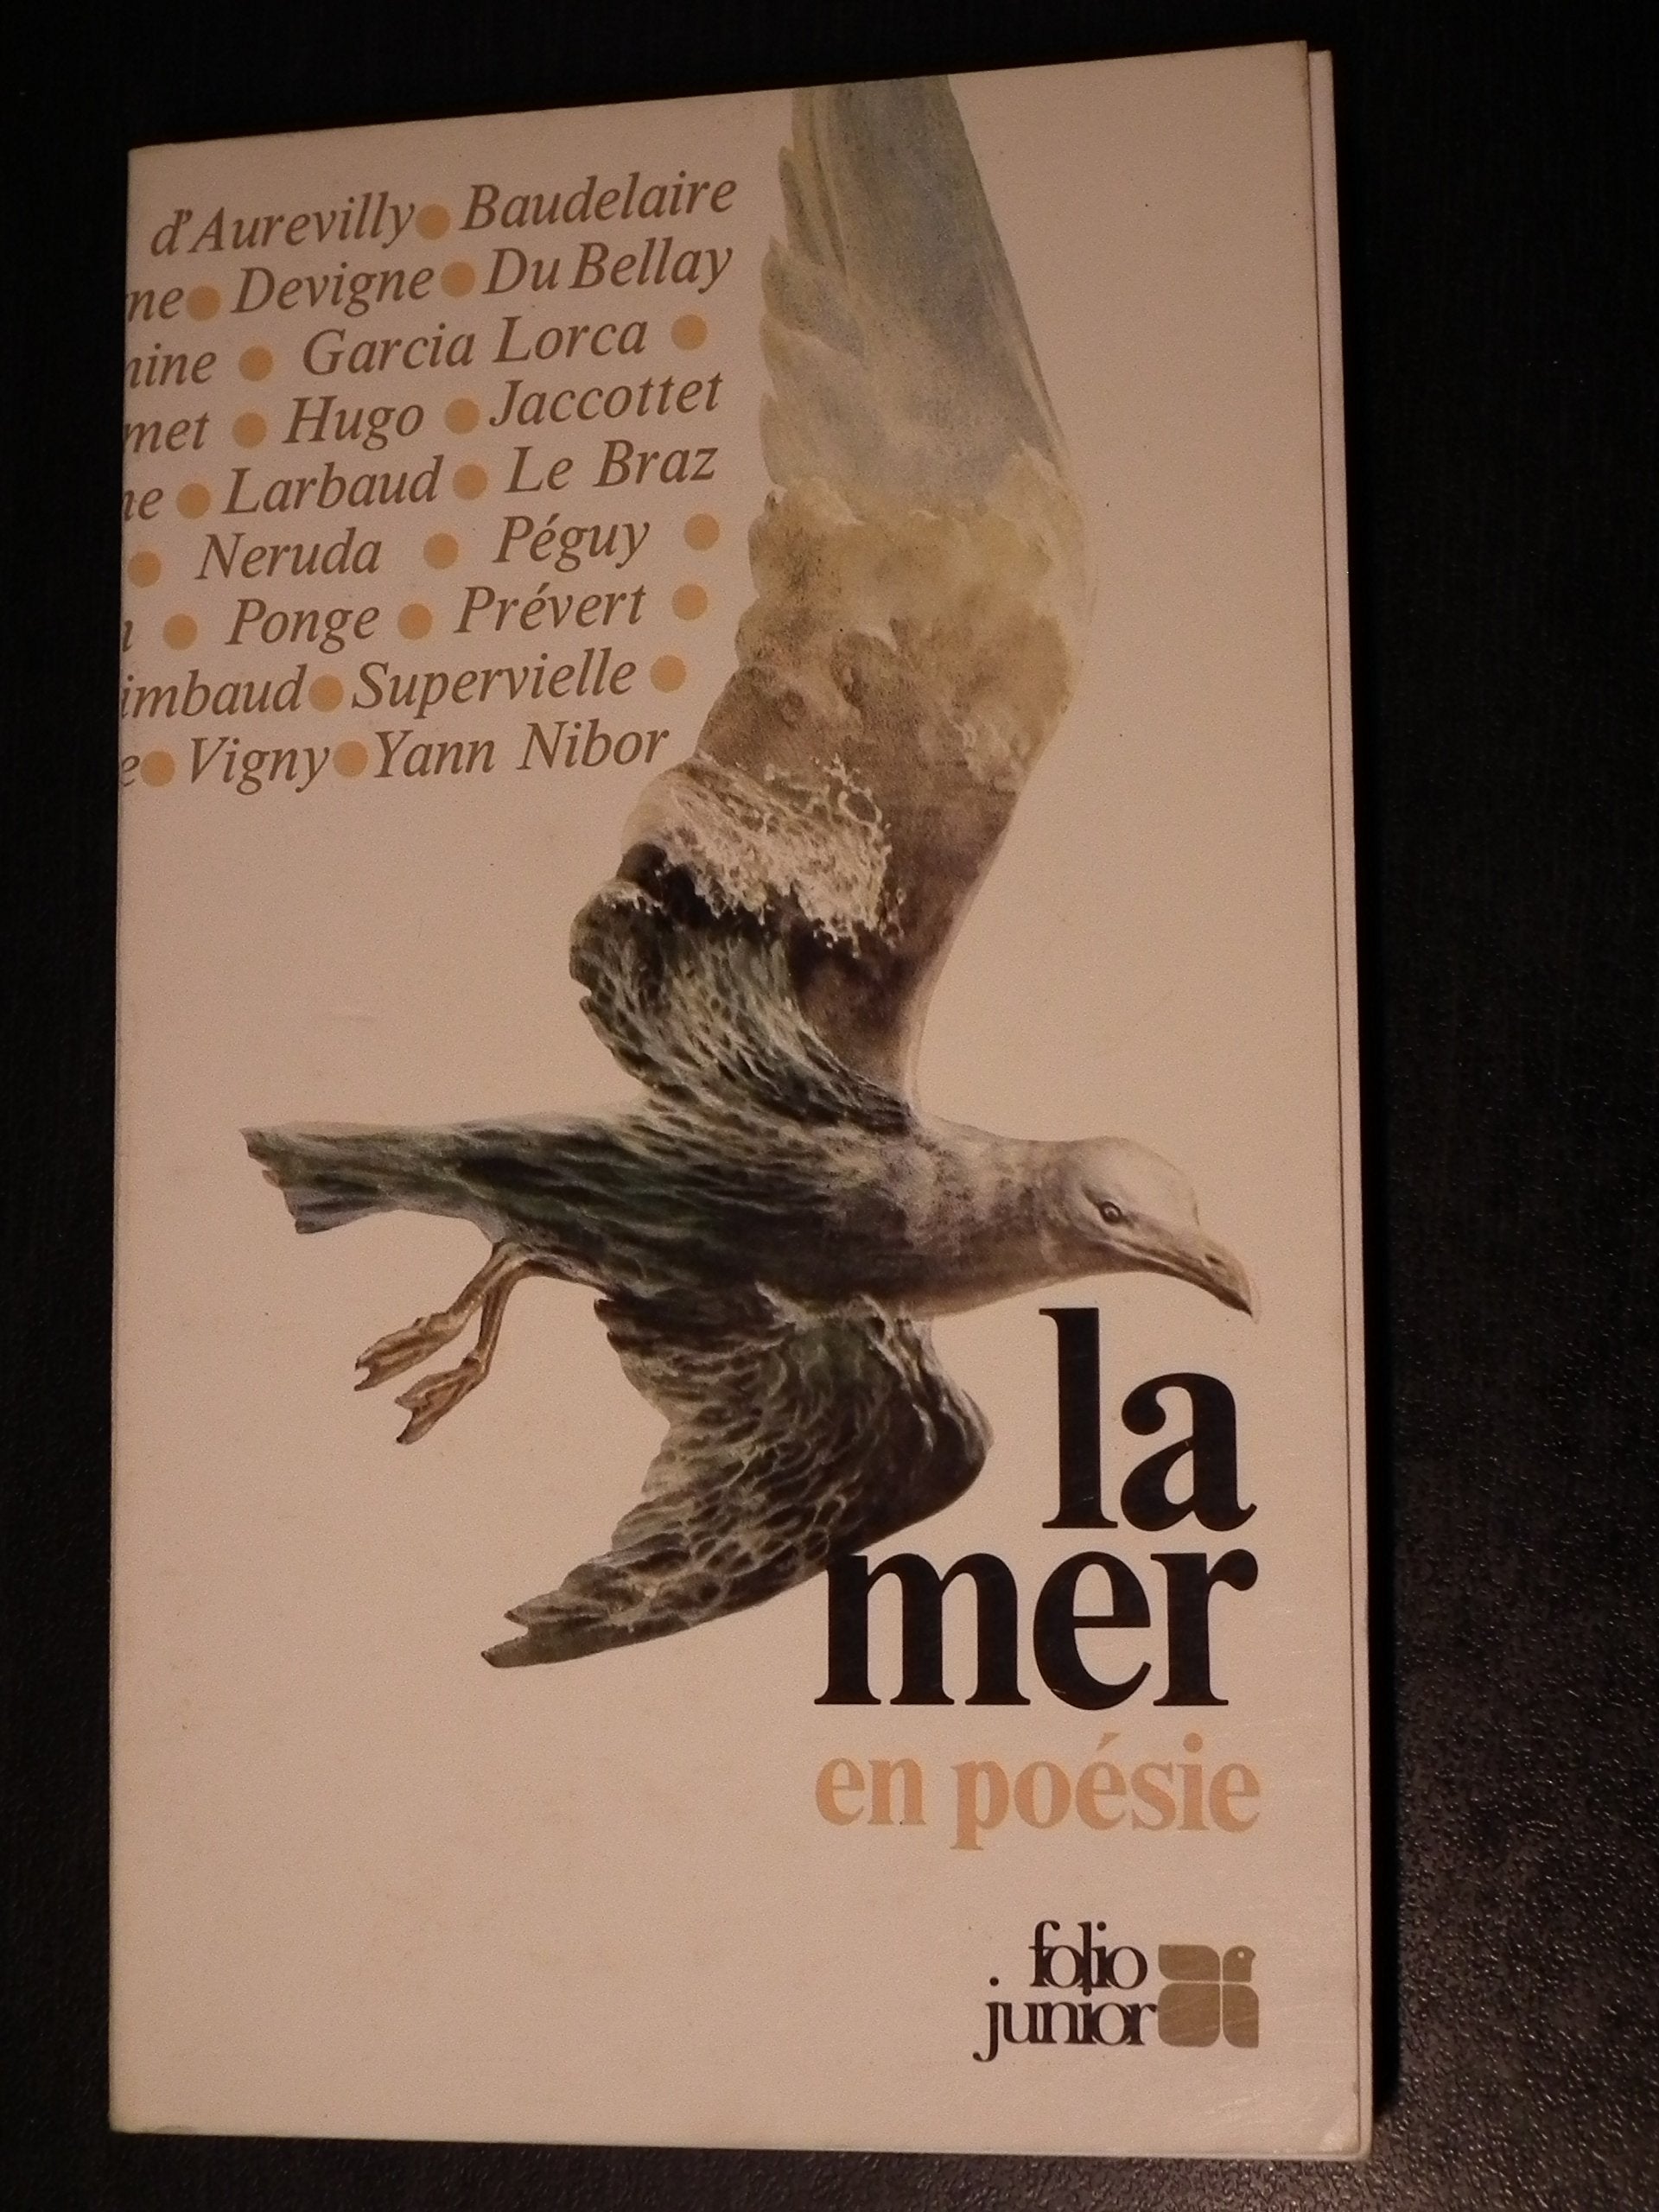 d'Aurevilly ● Baudelaire
ne ● Devigne ● Du Bellay
ine ● Garcia Lorca ●
met ● Hugo ● Jaccottet
ne ● Larbaud ● Le Braz
● Neruda ● Péguy ●
● Ponge ● Prévert ●
imbaud ● Supervielle ●
e ● Vigny ● Yann Nibor
la
mer
en poésie
folio
junior